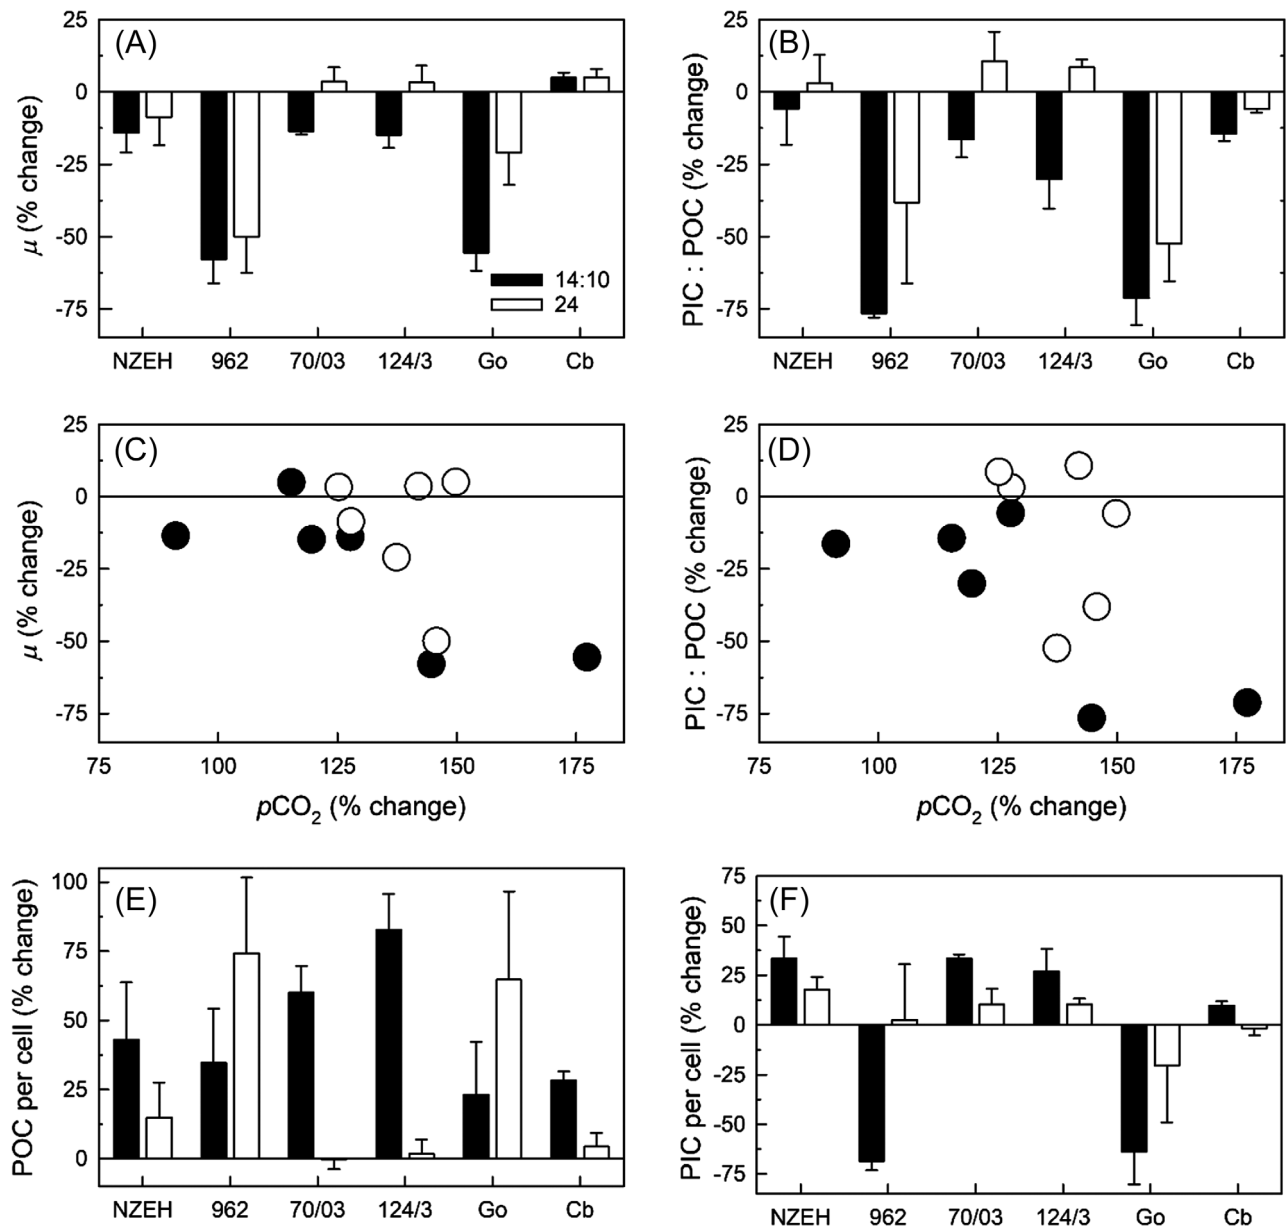 (A)
25
0
-25
-50
-75
μ (% change)
14:10
24
NZEH 962 70/03 124/3 Go Cb
(B)
25
0
-25
-50
-75
PIC : POC (% change)
NZEH 962 70/03 124/3 Go Cb
(C)
25
0
-25
-50
-75
μ (% change)
75 100 125 150 175
pCO₂ (% change)
(D)
25
0
-25
-50
-75
PIC : POC (% change)
75 100 125 150 175
pCO₂ (% change)
(E)
100
75
50
25
0
POC per cell (% change)
NZEH 962 70/03 124/3 Go Cb
(F)
75
50
25
0
-25
-50
-75
PIC per cell (% change)
NZEH 962 70/03 124/3 Go Cb